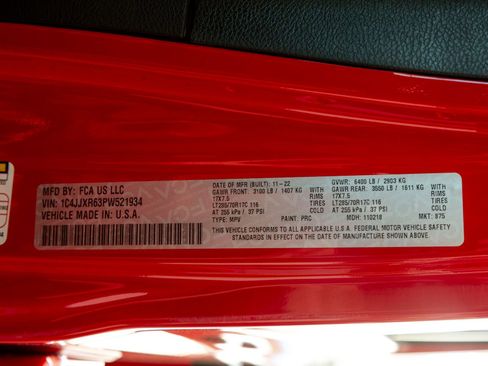 MFD BY: FCA US LLC
VIN: 1C4JJXR63PW521934
VEHICLE MADE IN: U.S.A.
DATE OF MFR (BUILT): 11-22
GAWR FRONT: 3100 LB / 1407 KG WITH
17X7.5 RIMS
LT285/70R17C 116 TIRES
AT 255 kPa / 37 PSI COLD
TYPE: MPV PAINT: PRC
GVWR: 6400 LB / 2903 KG
GAWR REAR: 3550 LB / 1611 KG WITH
17X7.5 RIMS
LT285/70R17C 116 TIRES
AT 255 kPa / 37 PSI COLD
MDH: 110218 MKT: 875
THIS VEHICLE CONFORMS TO ALL APPLICABLE U.S.A. FEDERAL MOTOR VEHICLE SAFETY
STANDARDS IN EFFECT ON THE DATE OF MANUFACTURE SHOWN ABOVE.